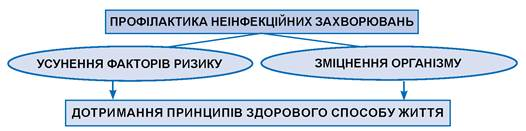 ПРОФІЛАКТИКА НЕІНФЕКЦІЙНИХ ЗАХВОРЮВАНЬ
УСУНЕННЯ ФАКТОРІВ РИЗИКУ
ЗМІЦНЕННЯ ОРГАНІЗМУ
ДОТРИМАННЯ ПРИНЦИПІВ ЗДОРОВОГО СПОСОБУ ЖИТТЯ